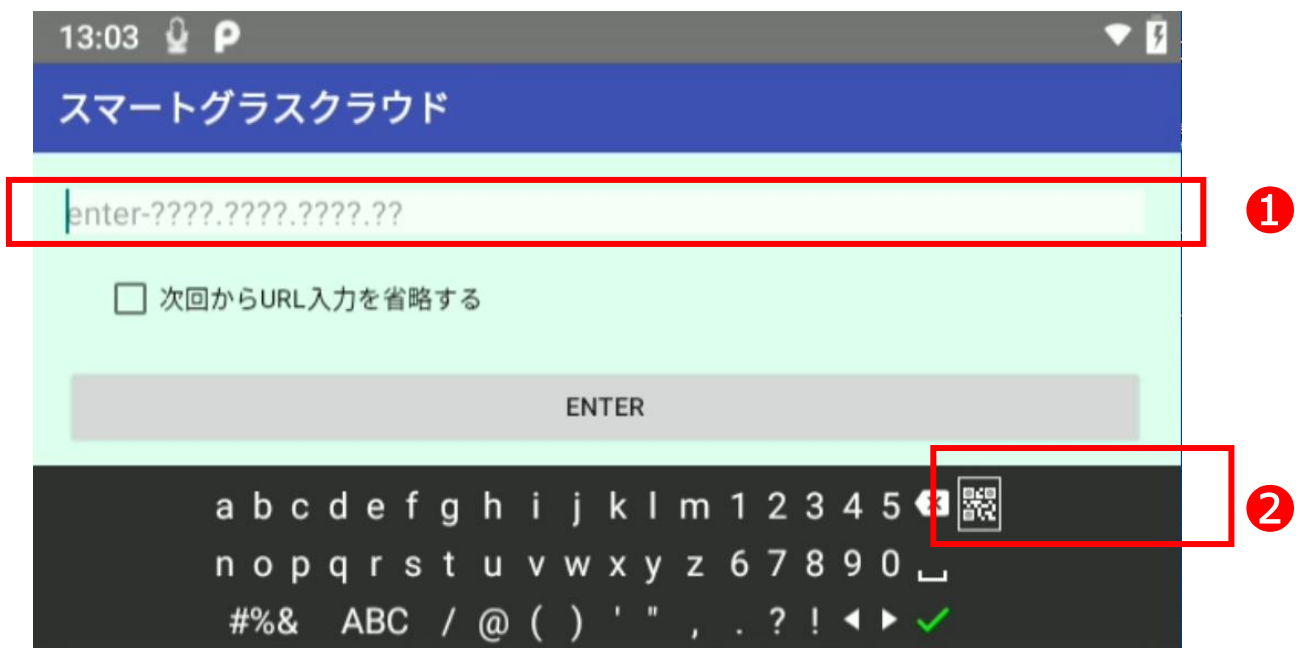 13:03
スマートグラスクラウド
enter-????.????.????.??
❶
次回からURL入力を省略する
ENTER
a b c d e f g h i j k l m 1 2 3 4 5
❷
n o p q r s t u v w x y z 6 7 8 9 0
#%& ABC / @ ( ) ' " , . ? !